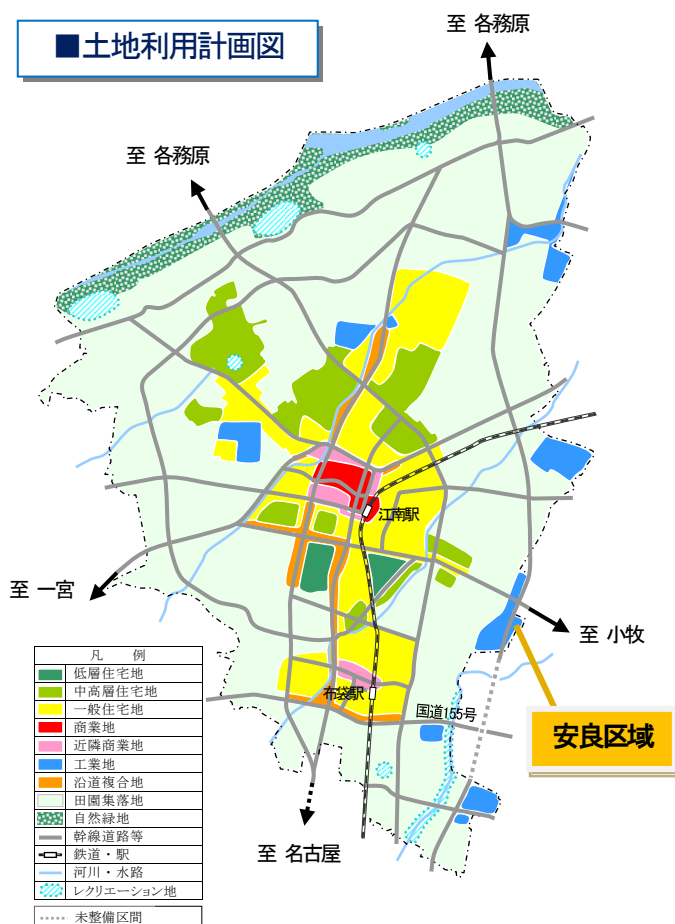 ■土地利用計画図
至 各務原
至 各務原
江南駅
至 一宮
至 小牧
布袋駅
国道155号
安良区域
至 名古屋
凡 例
低層住宅地
中高層住宅地
一般住宅地
商業地
近隣商業地
工業地
沿道複合地
田園集落地
自然緑地
幹線道路等
鉄道・駅
河川・水路
レクリエーション地
未整備区間